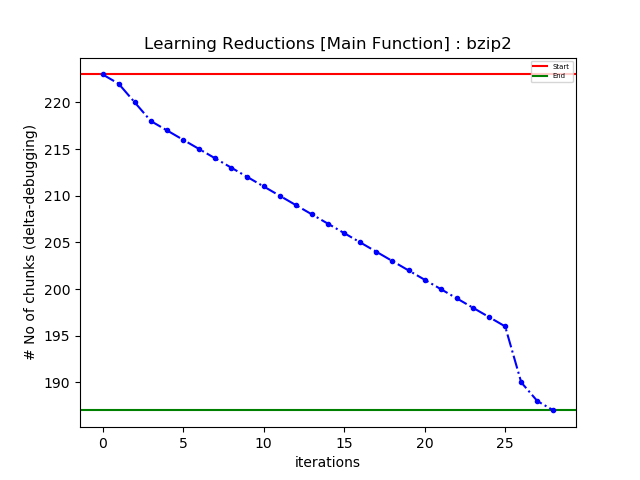 Learning Reductions [Main Function] : bzip2
Start
End
220
215
210
205
200
195
190
# No of chunks (delta-debugging)
0 5 10 15 20 25
iterations